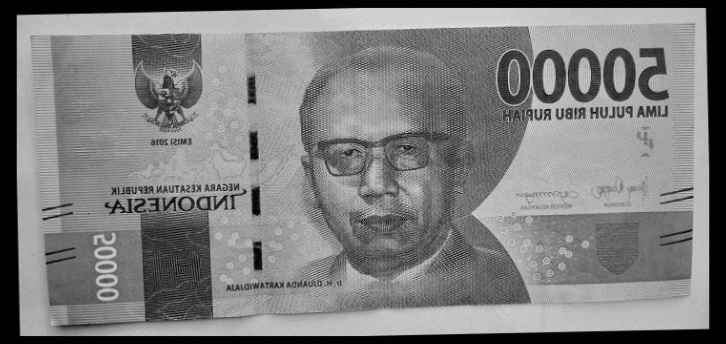 50000
LIMA PULUH RIBU RUPIAH
EMISI 2016
NEGARA KESATUAN REPUBLIK
INDONESIA
GUBERNUR
MENTERI KEUANGAN
50000
Ir. H. DJUANDA KARTAWIDJAJA